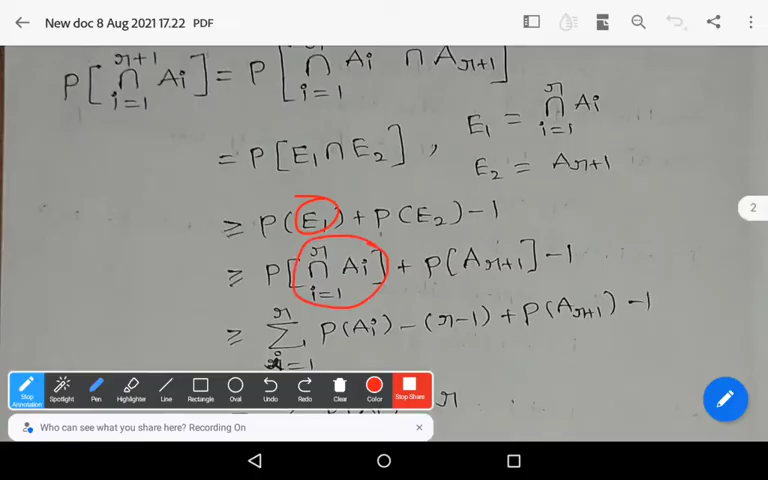 New doc 8 Aug 2021 17.22 PDF
P[⋂_{i=1}^{r+1} Ai] = P[⋂_{i=1} Ai ∩ A_{r+1}]
= P[E₁∩E₂], E₁ = ⋂_{i=1}^{r} Ai
E₂ = A_{r+1}
≥ P(E₁) + P(E₂) - 1
≥ P[⋂_{i=1}^{r} Ai] + P[A_{r+1}] - 1
≥ Σ_{i=1}^{r} P(Ai) - (r-1) + P(A_{r+1}) - 1
r
2
Stop Annotation Spotlight Pen Highlighter Line Rectangle Oval Undo Redo Clear Color Stop Share
Who can see what you share here? Recording On